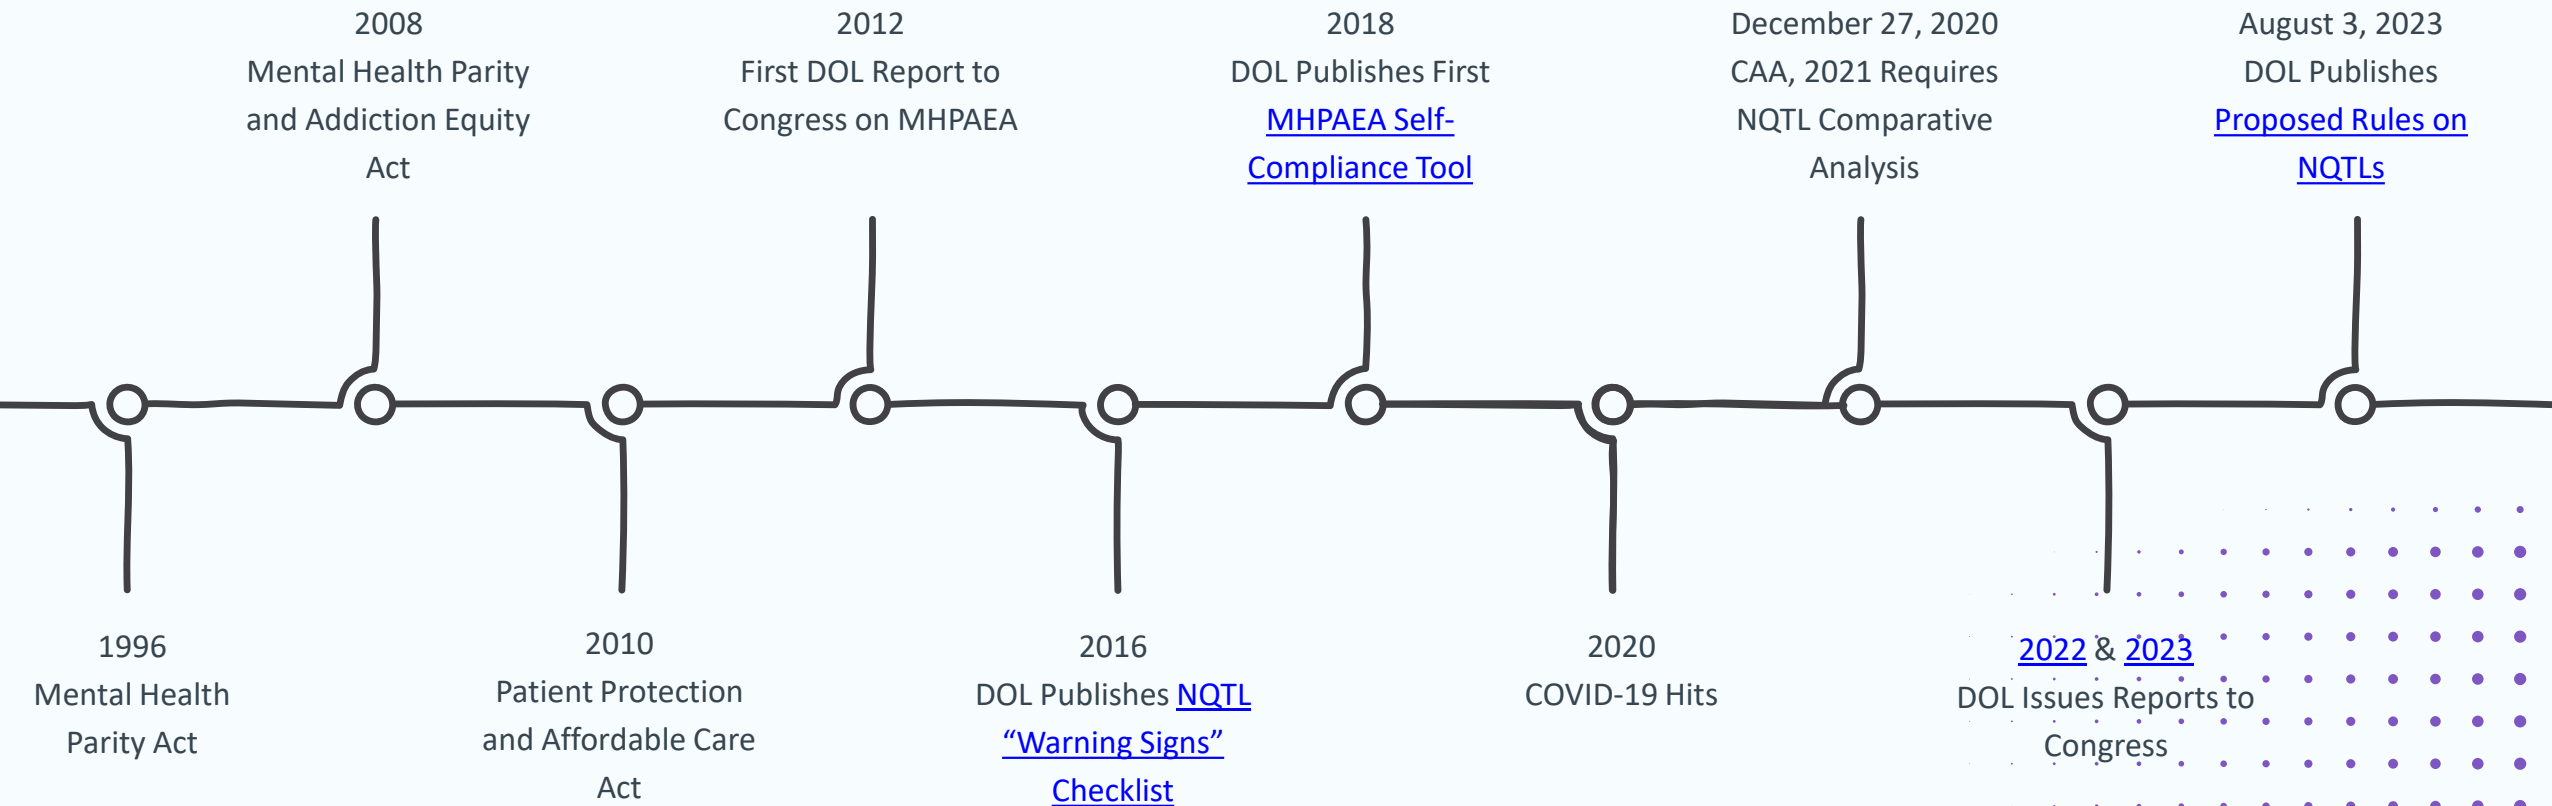 2008
Mental Health Parity
and Addiction Equity
Act
2012
First DOL Report to
Congress on MHPAEA
2018
DOL Publishes First
MHPAEA Self-
Compliance Tool
December 27, 2020
CAA, 2021 Requires
NQTL Comparative
Analysis
August 3, 2023
DOL Publishes
Proposed Rules on
NQTLs
1996
Mental Health
Parity Act
2010
Patient Protection
and Affordable Care
Act
2016
DOL Publishes NQTL
“Warning Signs”
Checklist
2020
COVID-19 Hits
2022 & 2023
DOL Issues Reports to
Congress